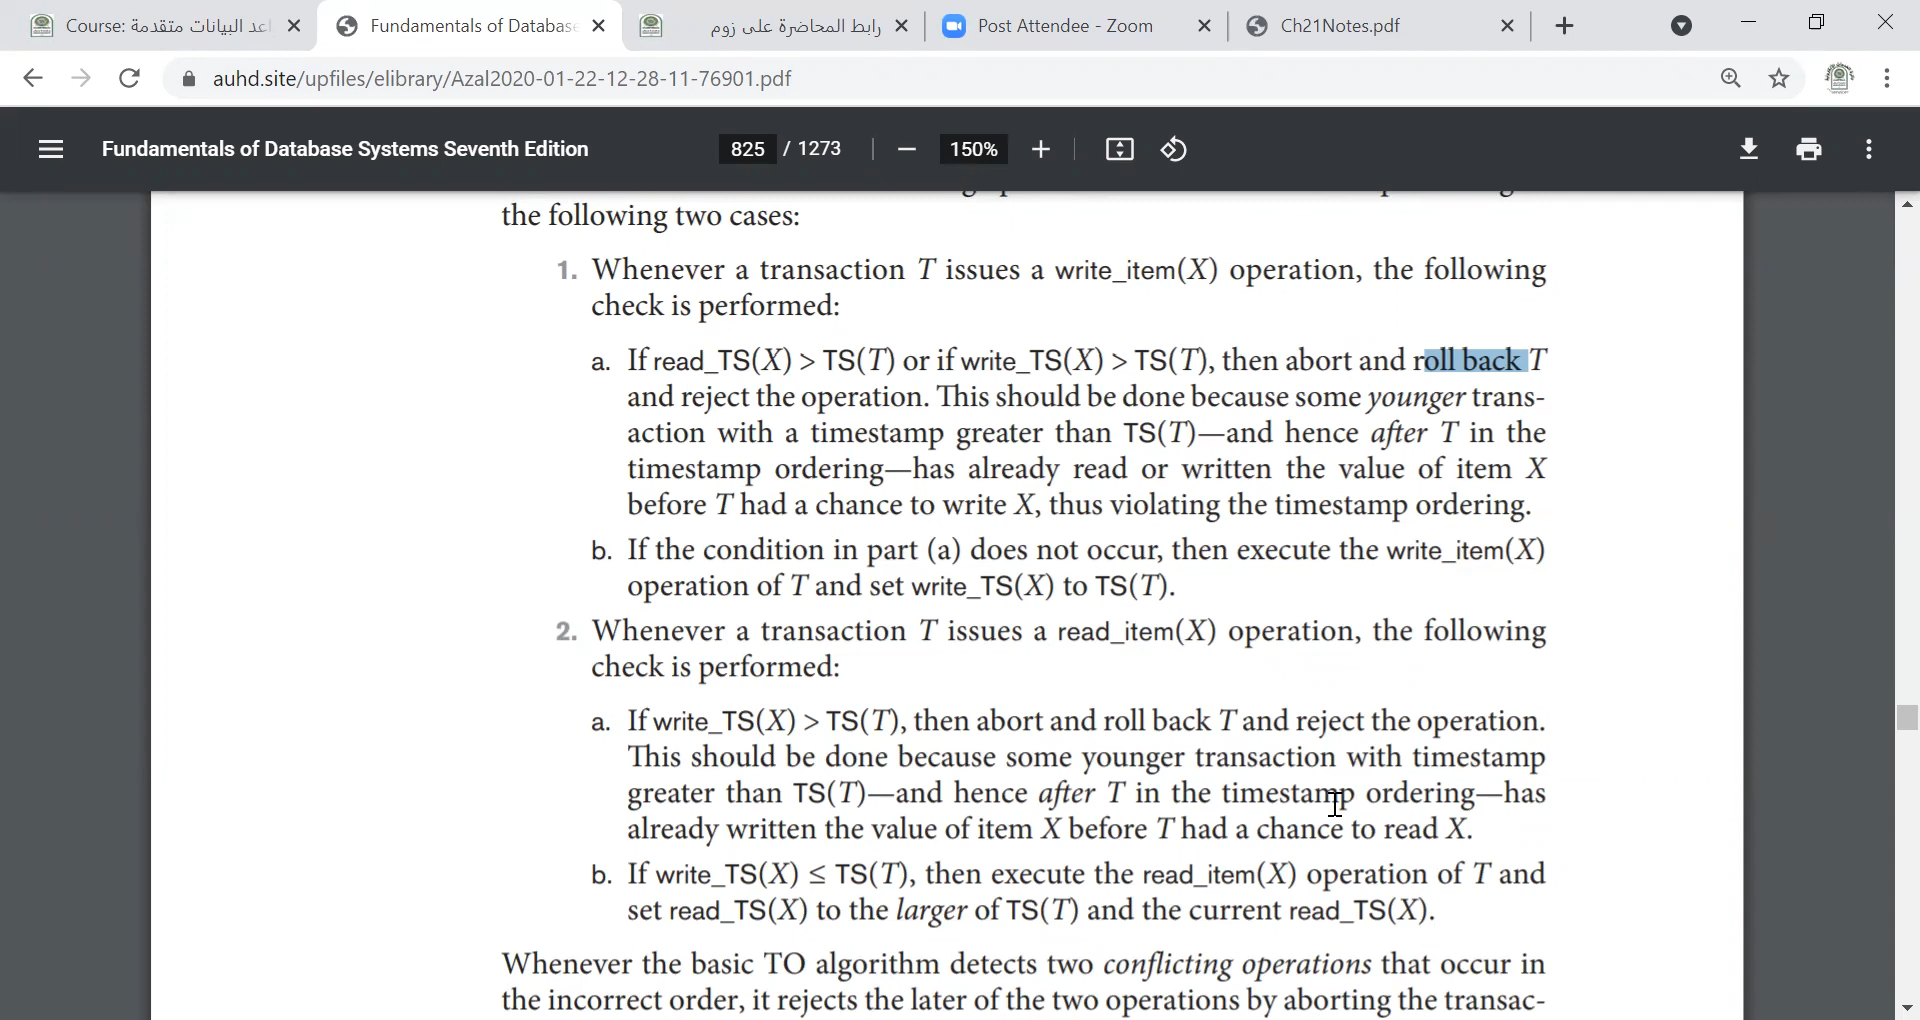 Course: قواعد البيانات متقدمة
Fundamentals of Database
رابط المحاضرة على زوم
Post Attendee - Zoom
Ch21Notes.pdf
auhd.site/upfiles/elibrary/Azal2020-01-22-12-28-11-76901.pdf
Fundamentals of Database Systems Seventh Edition
825 / 1273
150%
the following two cases:
1. Whenever a transaction T issues a write_item(X) operation, the following
check is performed:
a. If read_TS(X) > TS(T) or if write_TS(X) > TS(T), then abort and roll back T
and reject the operation. This should be done because some younger trans-
action with a timestamp greater than TS(T)—and hence after T in the
timestamp ordering—has already read or written the value of item X
before T had a chance to write X, thus violating the timestamp ordering.
b. If the condition in part (a) does not occur, then execute the write_item(X)
operation of T and set write_TS(X) to TS(T).
2. Whenever a transaction T issues a read_item(X) operation, the following
check is performed:
a. If write_TS(X) > TS(T), then abort and roll back T and reject the operation.
This should be done because some younger transaction with timestamp
greater than TS(T)—and hence after T in the timestamp ordering—has
already written the value of item X before T had a chance to read X.
b. If write_TS(X) ≤ TS(T), then execute the read_item(X) operation of T and
set read_TS(X) to the larger of TS(T) and the current read_TS(X).
Whenever the basic TO algorithm detects two conflicting operations that occur in
the incorrect order, it rejects the later of the two operations by aborting the transac-